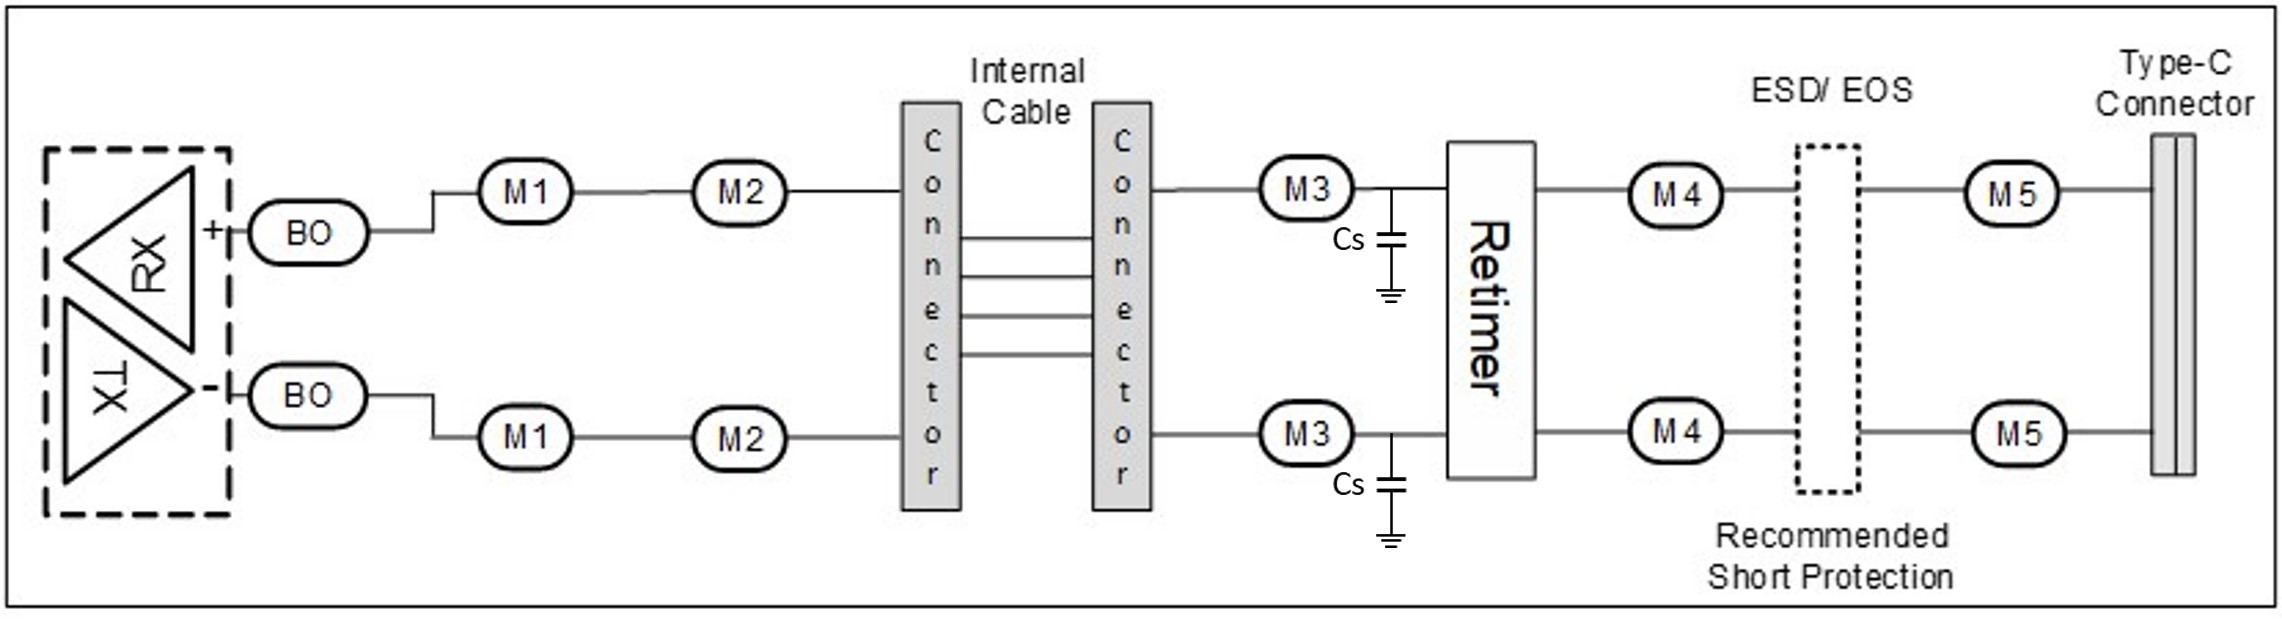 Internal
Cable
ESD/ EOS
Type-C
Connector
RX
+
BO
M1
M2
Connector
Connector
M3
Cs
Retimer
M4
M5
TX
-
BO
M1
M2
M3
Cs
M4
M5
Recommended
Short Protection